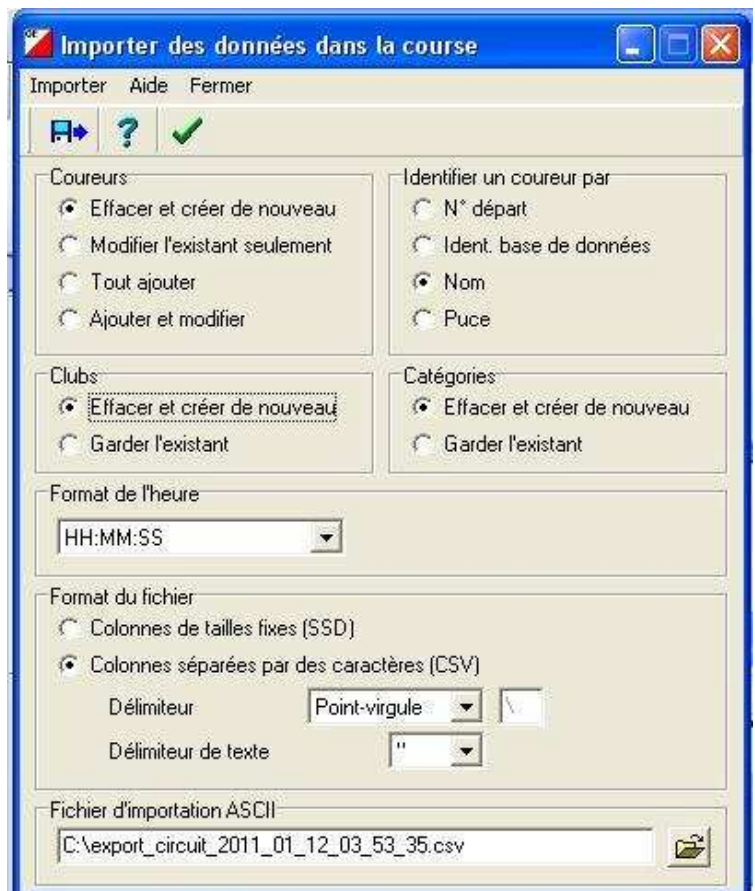 OE
Importer des données dans la course
Importer Aide Fermer
Coureurs
Effacer et créer de nouveau
Modifier l'existant seulement
Tout ajouter
Ajouter et modifier
Identifier un coureur par
N° départ
Ident. base de données
Nom
Puce
Clubs
Effacer et créer de nouveau
Garder l'existant
Catégories
Effacer et créer de nouveau
Garder l'existant
Format de l'heure
HH:MM:SS
Format du fichier
Colonnes de tailles fixes (SSD)
Colonnes séparées par des caractères (CSV)
Délimiteur Point-virgule \
Délimiteur de texte "
Fichier d'importation ASCII
C:\export_circuit_2011_01_12_03_53_35.csv